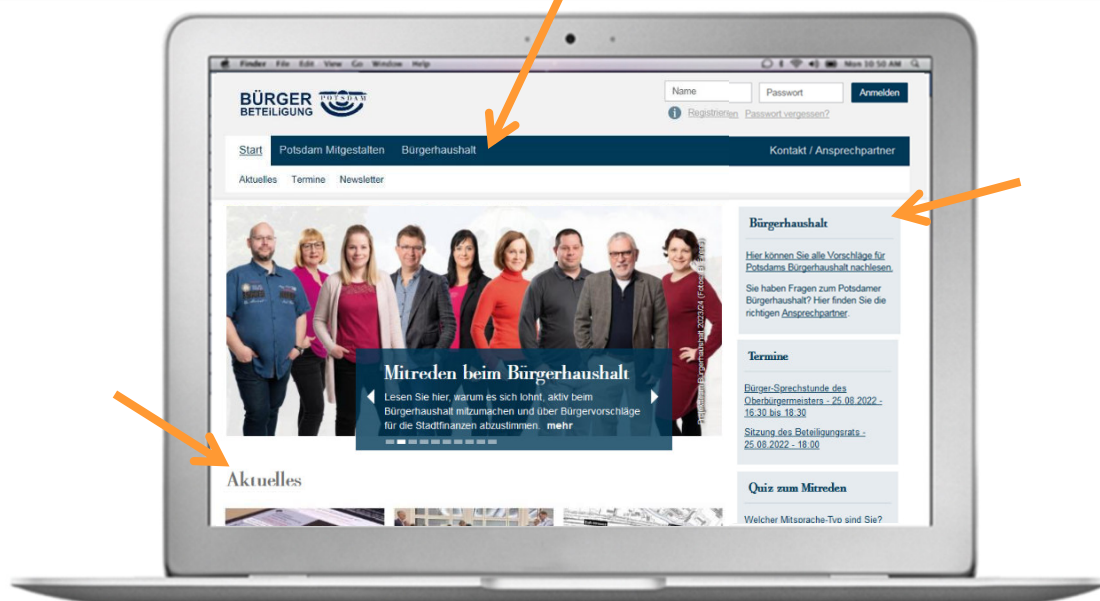 Finder File Edit View Go Window Help
Mon 10:50 AM
BÜRGER
BETEILIGUNG
POTSDAM
Name
Passwort
Anmelden
Registrieren Passwort vergessen?
Start Potsdam Mitgestalten Bürgerhaushalt
Kontakt / Ansprechpartner
Aktuelles Termine Newsletter
Bürgerhaushalt 2023/24
Mitreden beim Bürgerhaushalt
Lesen Sie hier, warum es sich lohnt, aktiv beim
Bürgerhaushalt mitzumachen und über Bürgervorschläge
für die Stadtfinanzen abzustimmen. mehr
Aktuelles
Bürgerhaushalt
Hier können Sie alle Vorschläge für
Potsdams Bürgerhaushalt nachlesen.
Sie haben Fragen zum Potsdamer
Bürgerhaushalt? Hier finden Sie die
richtigen Ansprechpartner.
Termine
Bürger-Sprechstunde des
Oberbürgermeisters - 25.08.2022 -
16:30 bis 18:30
Sitzung des Beteiligungsrats -
25.08.2022 - 18:00
Quiz zum Mitreden
Welcher Mitsprache-Typ sind Sie?